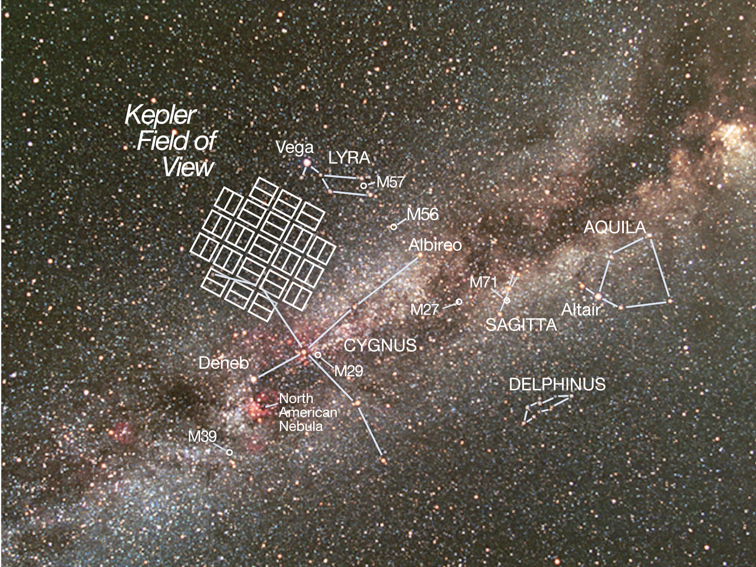 Kepler
Field of
View
Vega
LYRA
M57
M56
Albireo
AQUILA
M71
M27
Altair
SAGITTA
CYGNUS
Deneb
M29
DELPHINUS
North
American
Nebula
M39